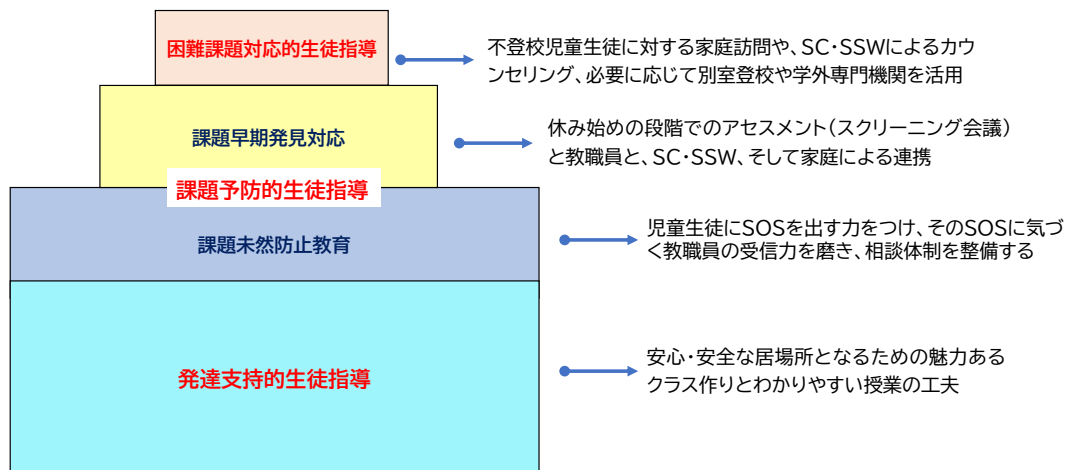 困難課題対応的生徒指導
不登校児童生徒に対する家庭訪問や、SC・SSWによるカウ
ンセリング、必要に応じて別室登校や学外専門機関を活用
課題早期発見対応
休み始めの段階でのアセスメント(スクリーニング会議)
と教職員と、SC・SSW、そして家庭による連携
課題予防的生徒指導
課題未然防止教育
児童生徒にSOSを出す力をつけ、そのSOSに気づ
く教職員の受信力を磨き、相談体制を整備する
発達支持的生徒指導
安心・安全な居場所となるための魅力ある
クラス作りとわかりやすい授業の工夫